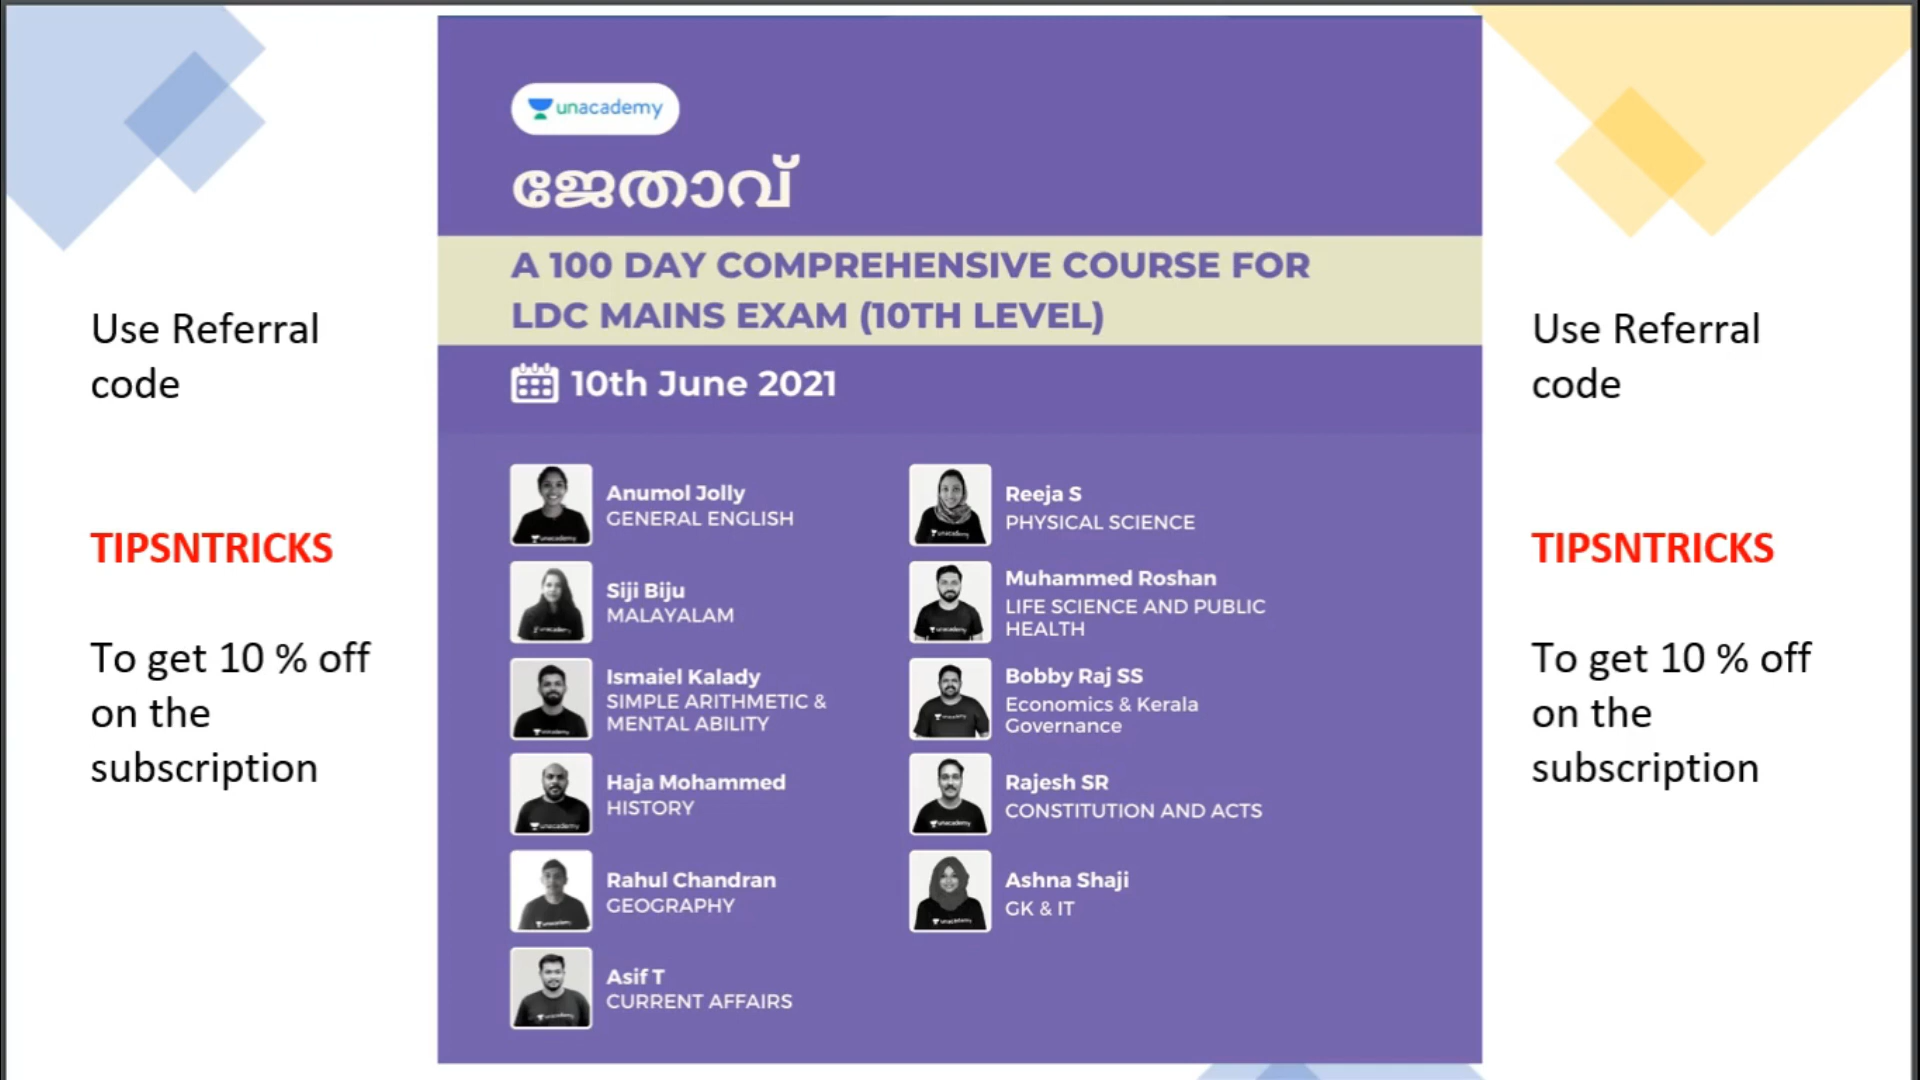 Use Referral
code
TIPSNTRICKS
To get 10 % off
on the
subscription
unacademy
ജേതാവ്
A 100 DAY COMPREHENSIVE COURSE FOR
LDC MAINS EXAM (10TH LEVEL)
10th June 2021
Anumol Jolly
GENERAL ENGLISH
Siji Biju
MALAYALAM
Ismaiel Kalady
SIMPLE ARITHMETIC &
MENTAL ABILITY
Haja Mohammed
HISTORY
Rahul Chandran
GEOGRAPHY
Asif T
CURRENT AFFAIRS
Reeja S
PHYSICAL SCIENCE
Muhammed Roshan
LIFE SCIENCE AND PUBLIC
HEALTH
Bobby Raj SS
Economics & Kerala
Governance
Rajesh SR
CONSTITUTION AND ACTS
Ashna Shaji
GK & IT
Use Referral
code
TIPSNTRICKS
To get 10 % off
on the
subscription